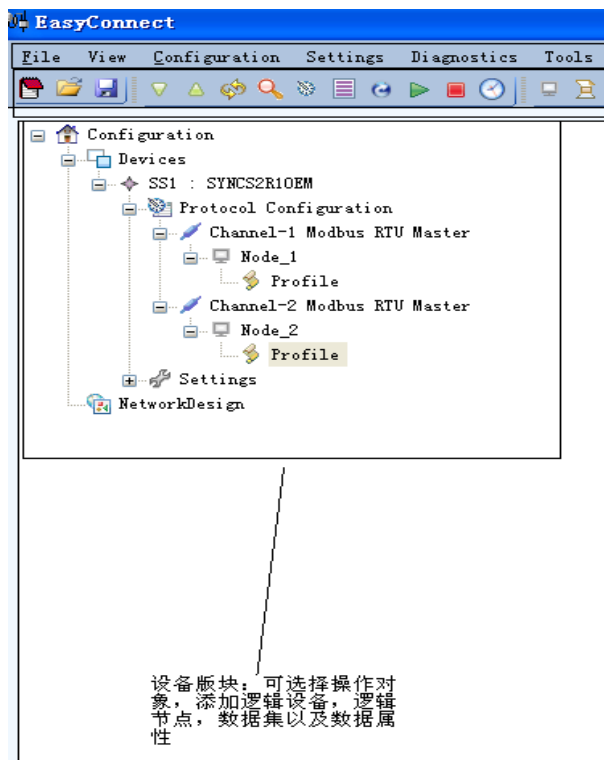 EasyConnect
File View Configuration Settings Diagnostics Tools
Configuration
Devices
SS1 : SYNCS2R10EM
Protocol Configuration
Channel-1 Modbus RTU Master
Node_1
Profile
Channel-2 Modbus RTU Master
Node_2
Profile
Settings
NetworkDesign
设备版块：可选择操作对
象，添加逻辑设备，逻辑
节点，数据集以及数据属
性